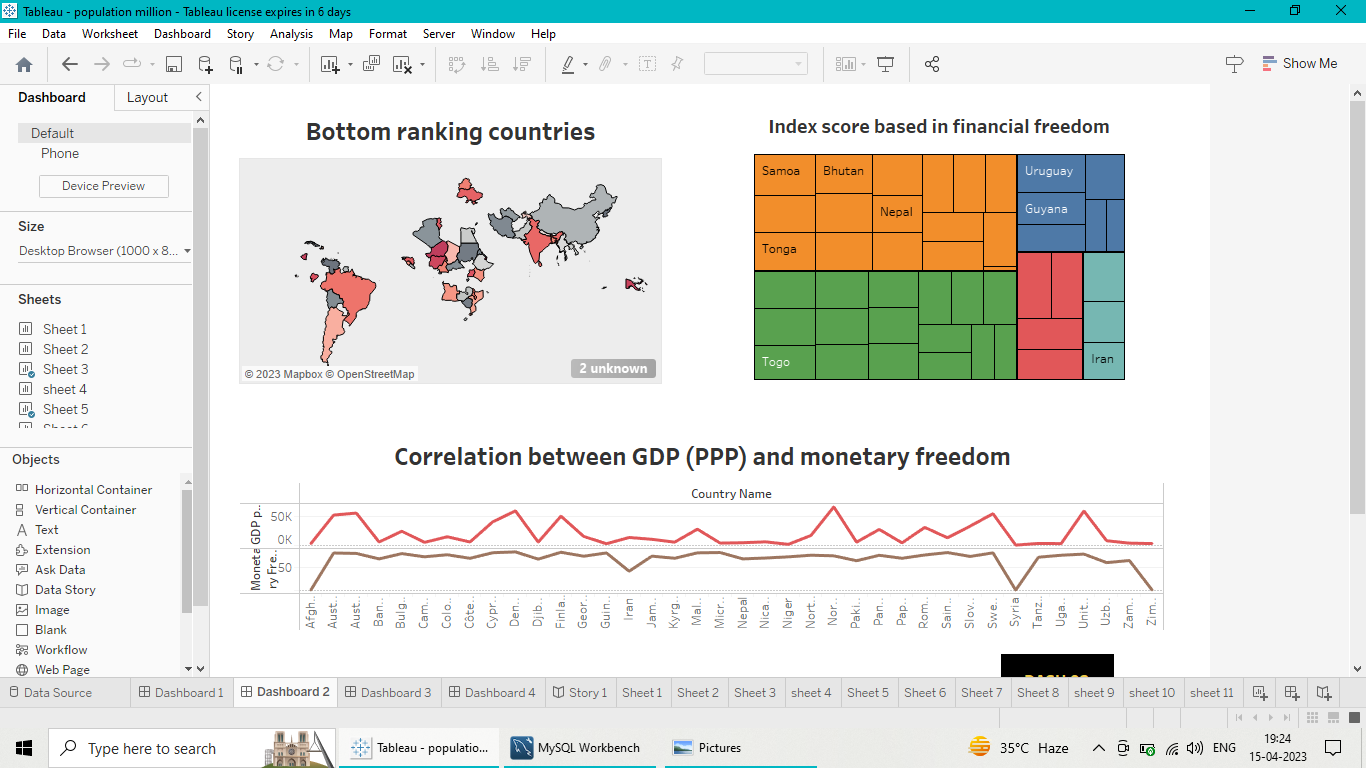 Tableau - population million - Tableau license expires in 6 days
File Data Worksheet Dashboard Story Analysis Map Format Server Window Help
Show Me
Dashboard Layout
Default
Phone
Device Preview
Size
Desktop Browser (1000 x 8...
Sheets
Sheet 1
Sheet 2
Sheet 3
sheet 4
Sheet 5
Objects
Horizontal Container
Vertical Container
Text
Extension
Ask Data
Data Story
Image
Blank
Workflow
Web Page
Bottom ranking countries
© 2023 Mapbox © OpenStreetMap
2 unknown
Index score based in financial freedom
Samoa Bhutan Uruguay
Nepal Guyana
Tonga
Togo Iran
Correlation between GDP (PPP) and monetary freedom
Country Name
GDP p..
50K
0K
Moneta
ry Fre...
50
Afgh.. Aust.. Aust.. Ban.. Bulg.. Cam.. Colo.. Côte.. Cypr.. Den.. Djib.. Finla.. Geor.. Guin.. Iran Jam.. Kyrg.. Mal.. Micr.. Nepal Nica.. Niger Nort.. Nor.. Paki.. Pan.. Pap.. Rom.. Sain.. Slov.. Swe.. Syria Tanz.. Uga.. Unit.. Uzb.. Zam.. Zim..
Data Source Dashboard 1 Dashboard 2 Dashboard 3 Dashboard 4 Story 1 Sheet 1 Sheet 2 Sheet 3 sheet 4 Sheet 5 Sheet 6 Sheet 7 Sheet 8 sheet 9 sheet 10 sheet 11
Type here to search
Tableau - populatio...
MySQL Workbench
Pictures
35°C Haze
ENG
19:24
15-04-2023